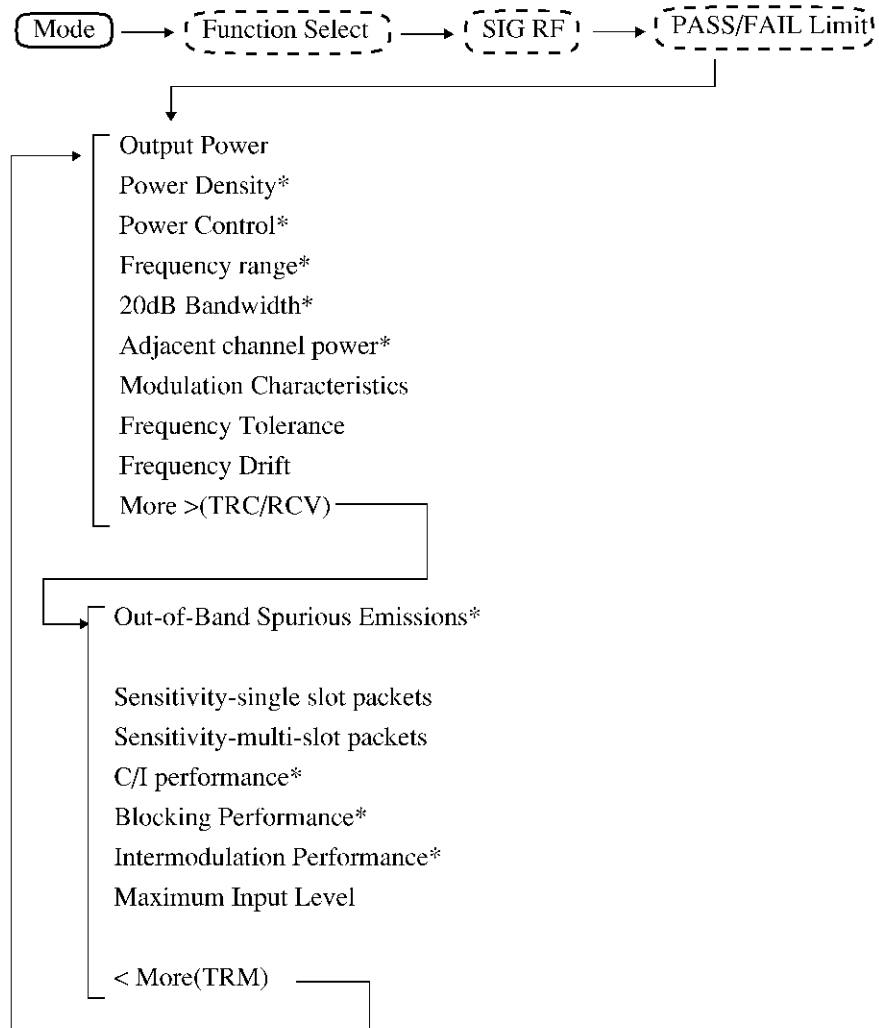 Mode Function Select SIG RF PASS/FAIL Limit
Output Power
Power Density*
Power Control*
Frequency range*
20dB Bandwidth*
Adjacent channel power*
Modulation Characteristics
Frequency Tolerance
Frequency Drift
More >(TRC/RCV)
Out-of-Band Spurious Emissions*
Sensitivity-single slot packets
Sensitivity-multi-slot packets
C/I performance*
Blocking Performance*
Intermodulation Performance*
Maximum Input Level
< More(TRM)